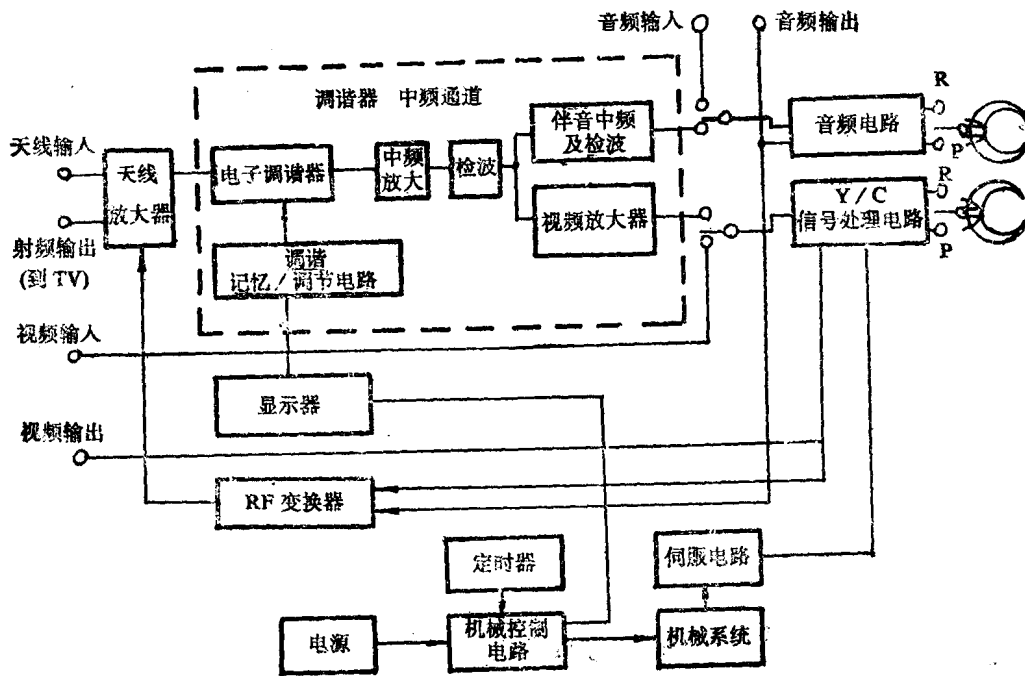 音频输入
音频输出
调谐器 中频通道
天线输入
天线
放大器
射频输出
(到 TV)
电子调谐器
中频
放大
检波
伴音中频
及检波
视频放大器
调谐
记忆/调节电路
音频电路
R
P
Y/C
信号处理电路
R
P
视频输入
显示器
视频输出
RF 变换器
定时器
伺服电路
电源
机械控制
电路
机械系统